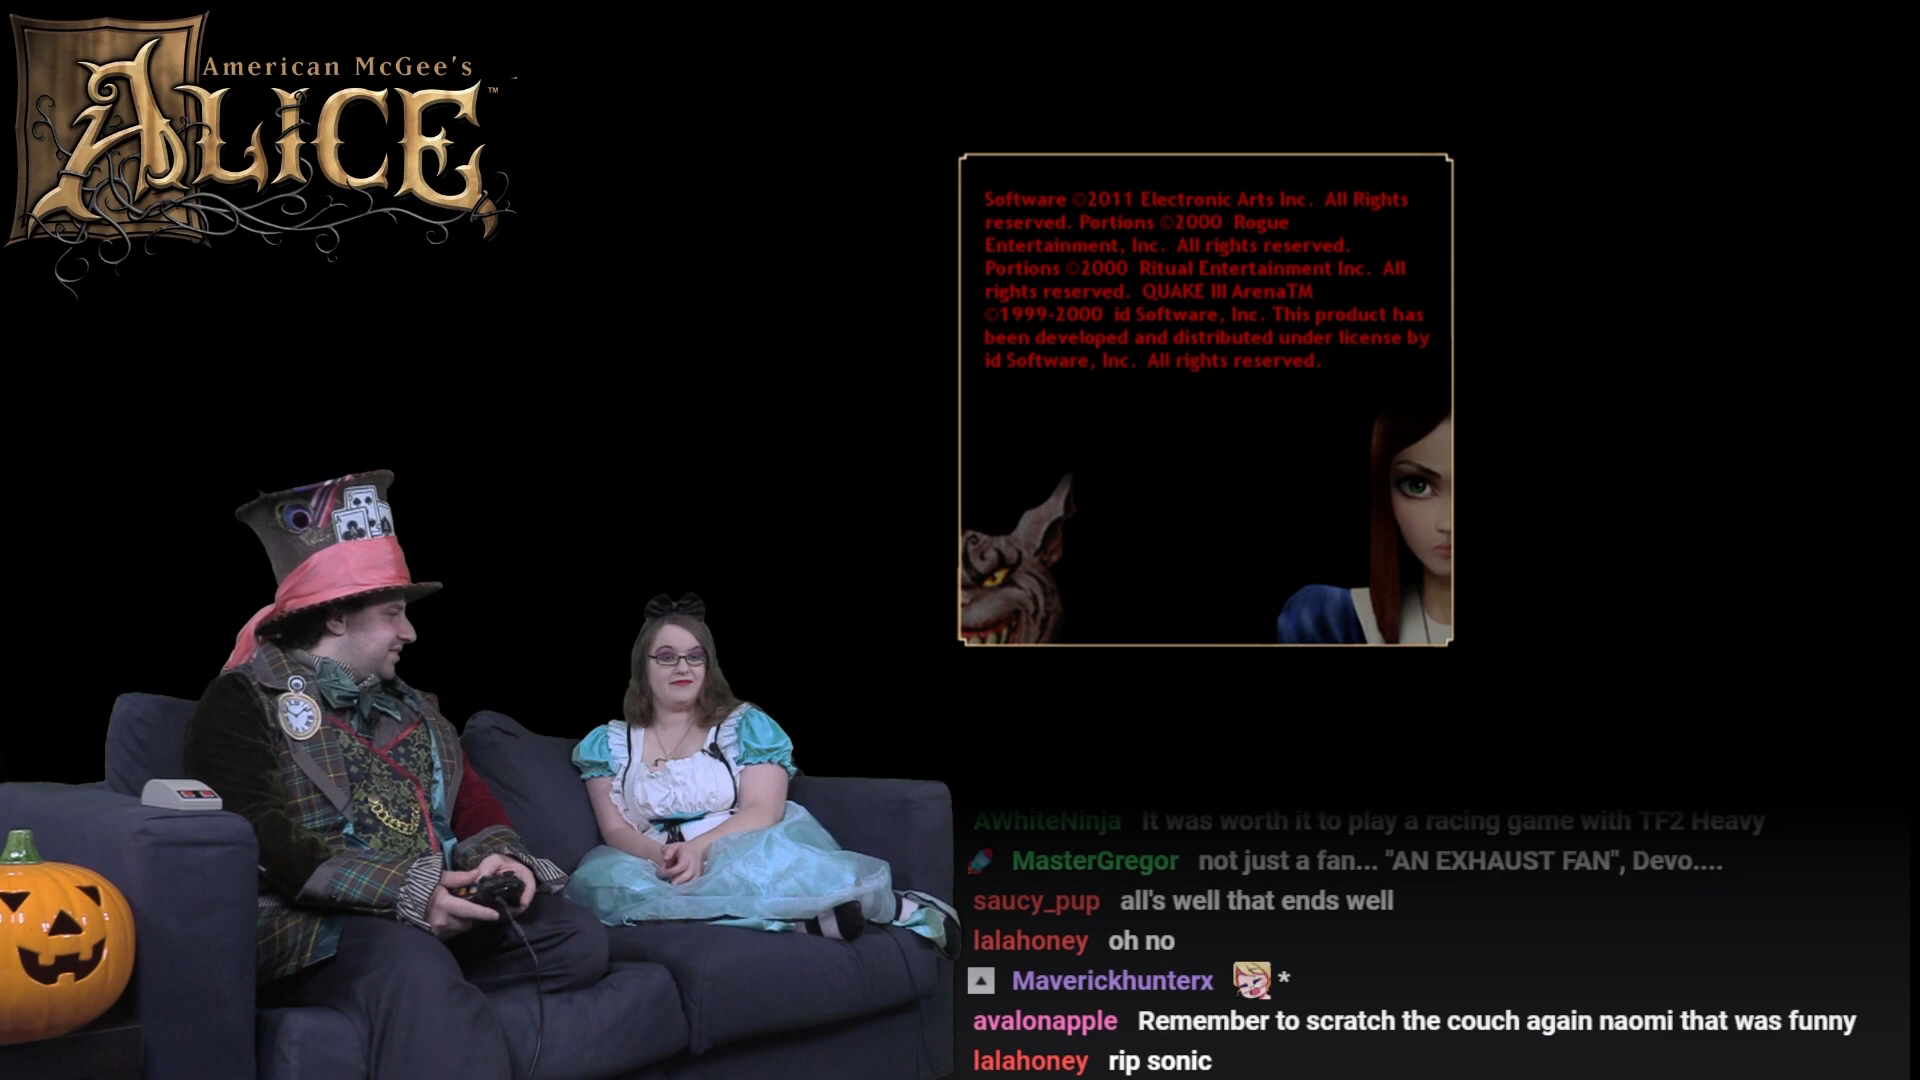 American McGee's
ALICE™
Software ©2011 Electronic Arts Inc. All Rights
reserved. Portions ©2000 Rogue
Entertainment, Inc. All rights reserved.
Portions ©2000 Ritual Entertainment Inc. All
rights reserved. QUAKE III ArenaTM
©1999-2000 id Software, Inc. This product has
been developed and distributed under license by
id Software, Inc. All rights reserved.
AWhiteNinja It was worth it to play a racing game with TF2 Heavy
MasterGregor not just a fan... "AN EXHAUST FAN", Devo....
saucy_pup all's well that ends well
lalahoney oh no
Maverickhunterx *
avalonapple Remember to scratch the couch again naomi that was funny
lalahoney rip sonic